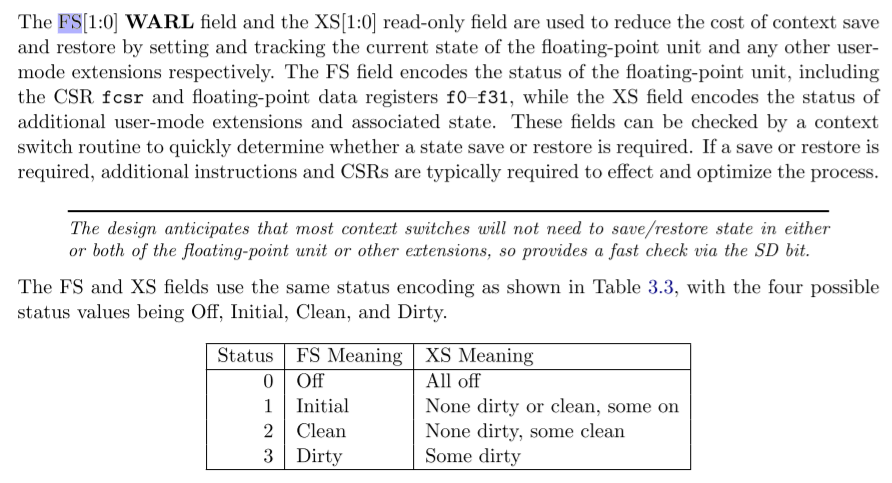 The FS[1:0] WARL field and the XS[1:0] read-only field are used to reduce the cost of context save
and restore by setting and tracking the current state of the floating-point unit and any other user-
mode extensions respectively. The FS field encodes the status of the floating-point unit, including
the CSR fcsr and floating-point data registers f0–f31, while the XS field encodes the status of
additional user-mode extensions and associated state. These fields can be checked by a context
switch routine to quickly determine whether a state save or restore is required. If a save or restore is
required, additional instructions and CSRs are typically required to effect and optimize the process.
The design anticipates that most context switches will not need to save/restore state in either
or both of the floating-point unit or other extensions, so provides a fast check via the SD bit.
The FS and XS fields use the same status encoding as shown in Table 3.3, with the four possible
status values being Off, Initial, Clean, and Dirty.
Status FS Meaning XS Meaning
0 Off All off
1 Initial None dirty or clean, some on
2 Clean None dirty, some clean
3 Dirty Some dirty